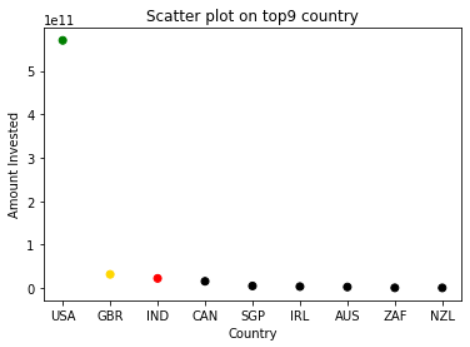 Scatter plot on top9 country
1e11
5
4
3
2
1
0
Amount Invested
USA GBR IND CAN SGP IRL AUS ZAF NZL
Country